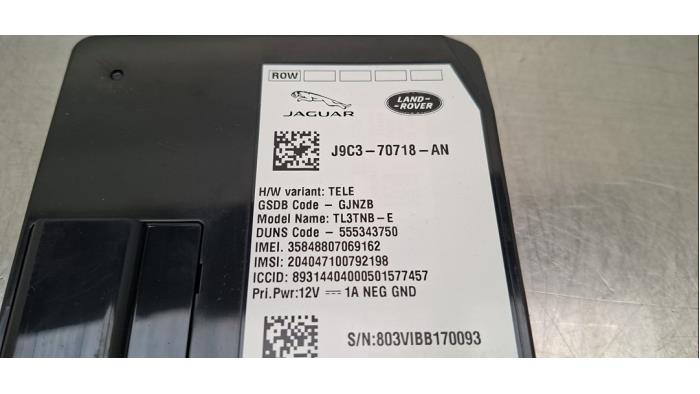 ROW
JAGUAR
LAND-
ROVER
J9C3-70718-AN
H/W variant: TELE
GSDB Code - GJNZB
Model Name: TL3TNB-E
DUNS Code - 555343750
IMEI. 35848807069162
IMSI: 204047100792198
ICCID: 89314404000501577457
Pri.Pwr:12V ⎓ 1A NEG GND
S/N:803VIBB170093